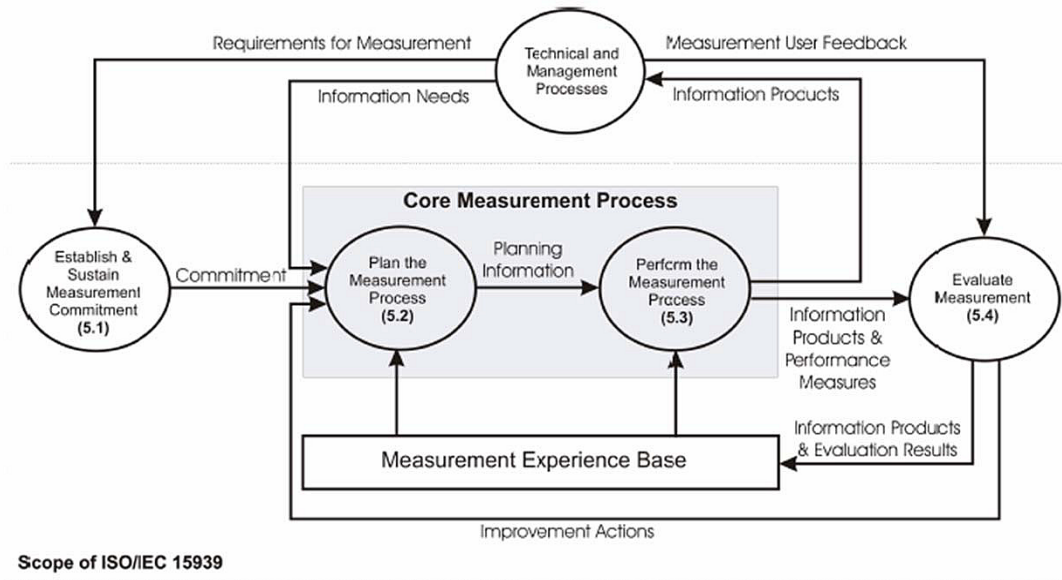 Requirements for Measurement
Technical and
Management
Processes
Measurement User Feedback
Information Needs
Information Products
Core Measurement Process
Establish &
Sustain
Measurement
Commitment
(5.1)
Commitment
Plan the
Measurement
Process
(5.2)
Planning
Information
Perform the
Measurement
Process
(5.3)
Evaluate
Measurement
(5.4)
Information
Products &
Performance
Measures
Information Products
& Evaluation Results
Measurement Experience Base
Improvement Actions
Scope of ISO/IEC 15939